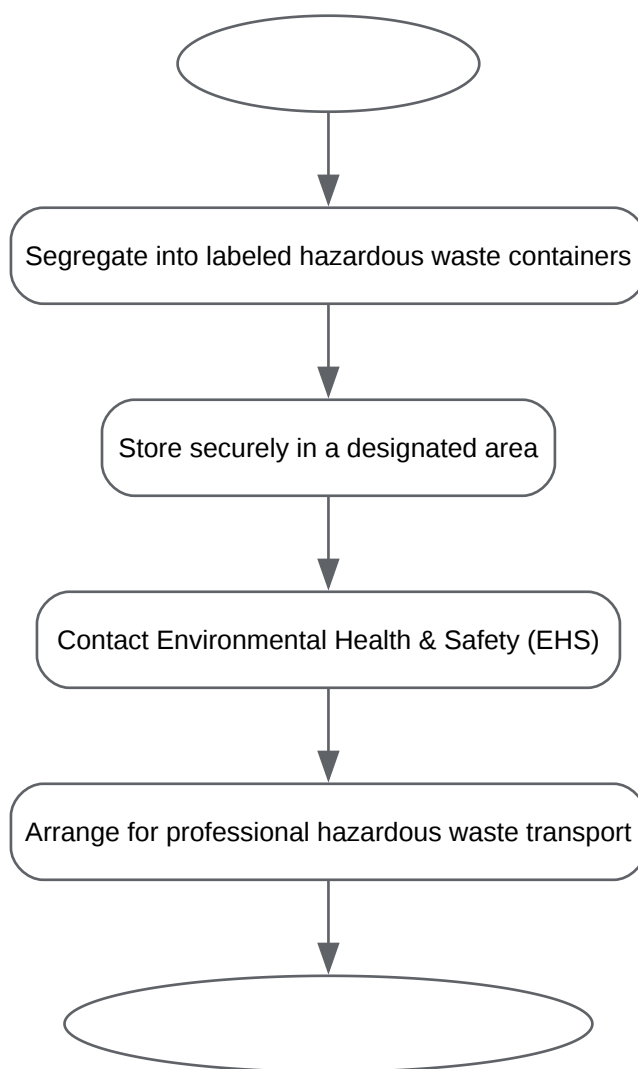 Segregate into labeled hazardous waste containers
Store securely in a designated area
Contact Environmental Health & Safety (EHS)
Arrange for professional hazardous waste transport